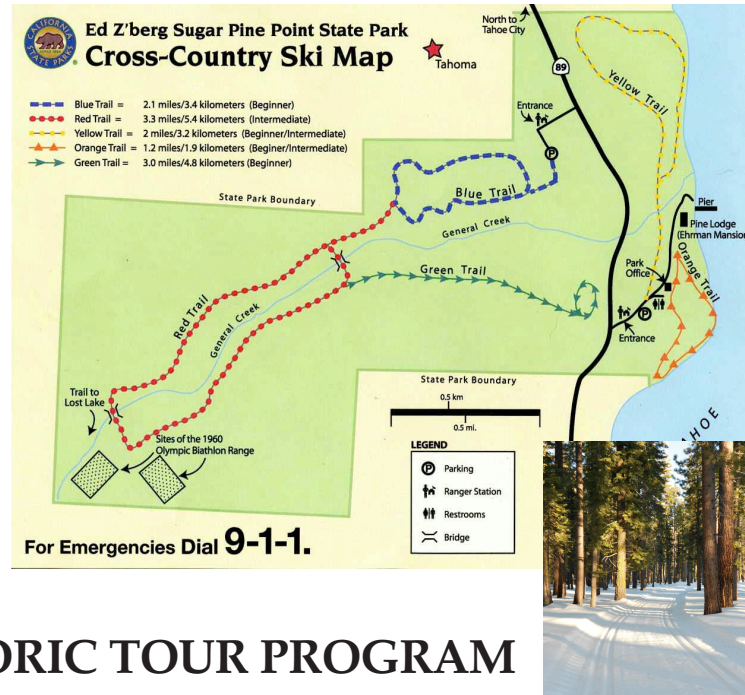 CALIFORNIA
STATE PARKS
Ed Z’berg Sugar Pine Point State Park
Cross-Country Ski Map
Tahoma
North to
Tahoe City
89
Blue Trail = 2.1 miles/3.4 kilometers (Beginner)
Red Trail = 3.3 miles/5.4 kilometers (Intermediate)
Yellow Trail = 2 miles/3.2 kilometers (Beginner/Intermediate)
Orange Trail = 1.2 miles/1.9 kilometers (Beginner/Intermediate)
Green Trail = 3.0 miles/4.8 kilometers (Beginner)
Entrance
P
Yellow Trail
State Park Boundary
Blue Trail
General Creek
Pier
Pine Lodge
(Ehrman Mansion
Green Trail
Park
Office
Orange Trail
P
Entrance
Red Trail
General Creek
State Park Boundary
0.5 km
0.5 mi.
Trail to
Lost Lake
Sites of the 1960
Olympic Biathlon Range
AHOE
LEGEND
P Parking
Ranger Station
Restrooms
Bridge
For Emergencies Dial 9-1-1.
ORIC TOUR PROGRAM